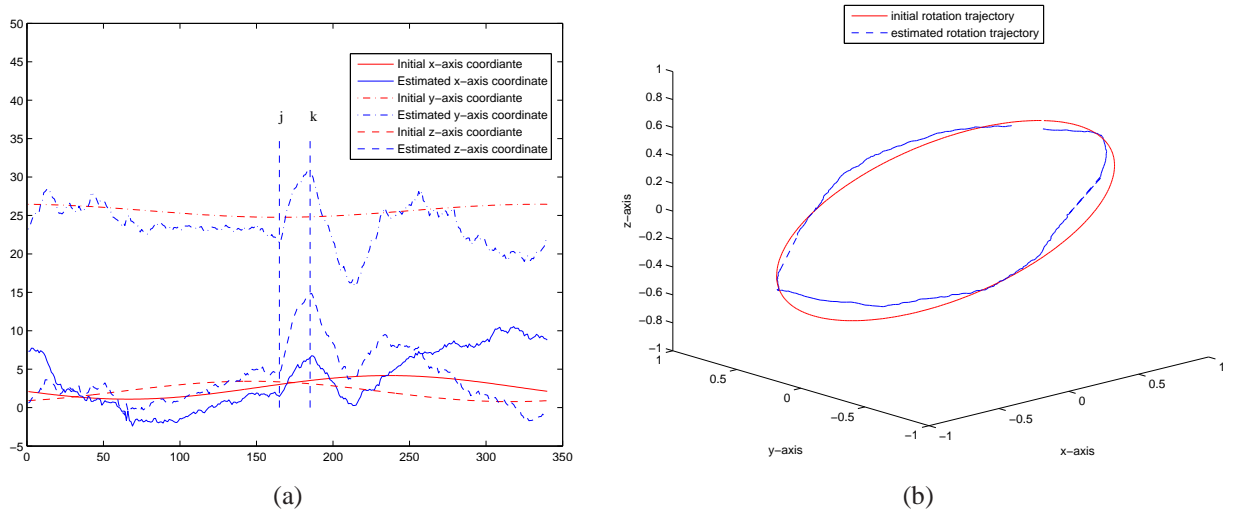 50
45
40
35
30
25
20
15
10
5
0
−5
0
50
100
150
200
250
300
350
j
k
Initial x−axis coordiante
Estimated x−axis coordinate
Initial y−axis coordiante
Estimated y−axis coordinate
Initial z−axis coordiante
Estimated z−axis coordinate
(a)
initial rotation trajectory
estimated rotation trajectory
1
0.8
0.6
0.4
0.2
0
−0.2
−0.4
−0.6
−0.8
−1
z−axis
1
0.5
0
−0.5
−1
y−axis
−1
−0.5
0
0.5
1
x−axis
(b)